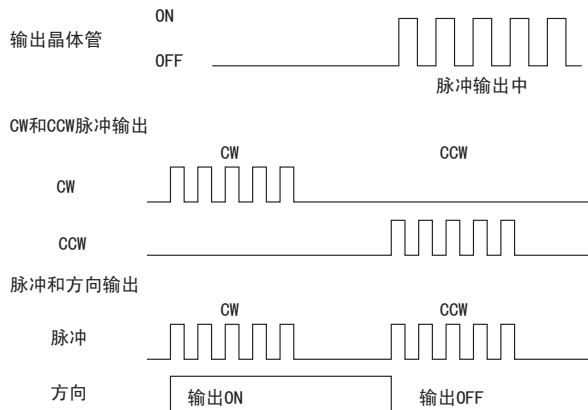 ON
输出晶体管
OFF
脉冲输出中
CW和CCW脉冲输出
CW CCW
CW
CCW
脉冲和方向输出
CW CCW
脉冲
方向 输出ON 输出OFF